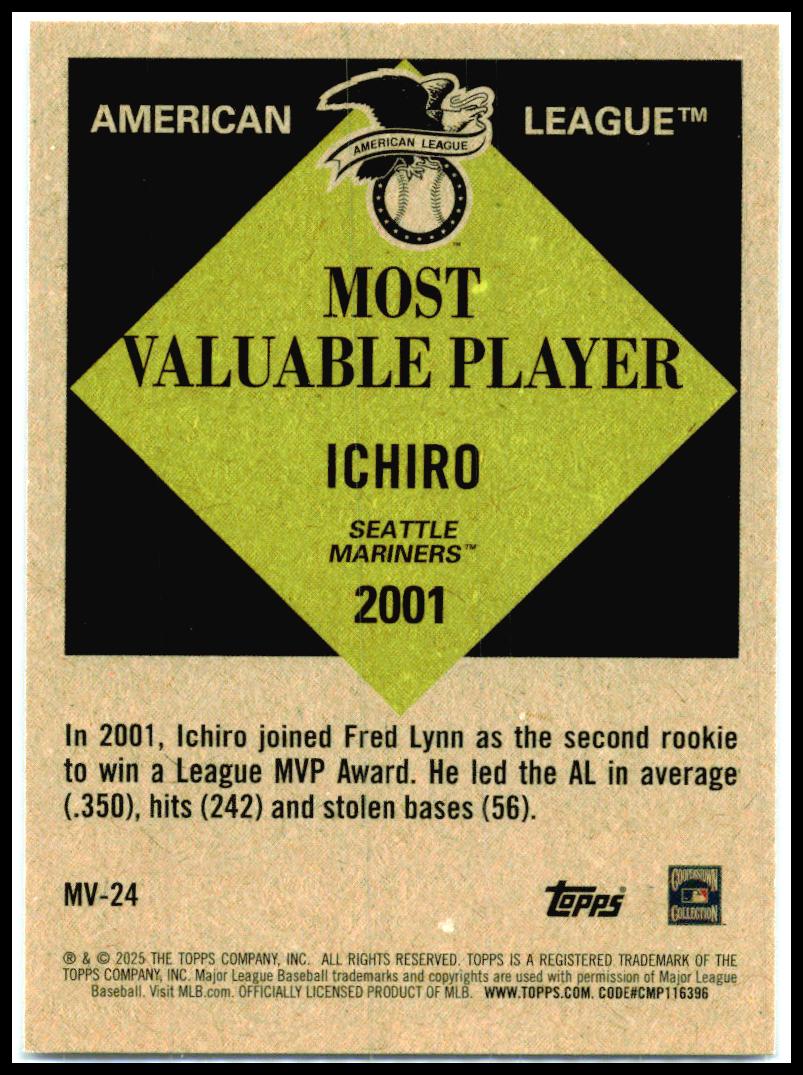 AMERICAN LEAGUE™
AMERICAN LEAGUE
™
MOST
VALUABLE PLAYER
ICHIRO
SEATTLE
MARINERS™
2001
In 2001, Ichiro joined Fred Lynn as the second rookie
to win a League MVP Award. He led the AL in average
(.350), hits (242) and stolen bases (56).
MV-24
Topps®
COOPERSTOWN
COLLECTION
® & © 2025 THE TOPPS COMPANY, INC. ALL RIGHTS RESERVED. TOPPS IS A REGISTERED TRADEMARK OF THE
TOPPS COMPANY, INC. Major League Baseball trademarks and copyrights are used with permission of Major League
Baseball. Visit MLB.com. OFFICIALLY LICENSED PRODUCT OF MLB. WWW.TOPPS.COM. CODE#CMP116396